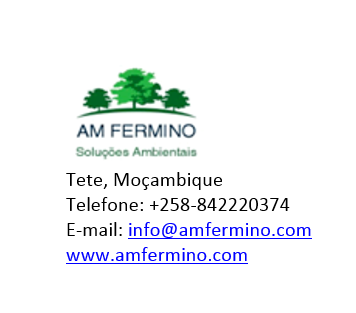 AM FERMINO
Soluções Ambientais
Tete, Moçambique
Telefone: +258-842220374
E-mail: info@amfermino.com
www.amfermino.com